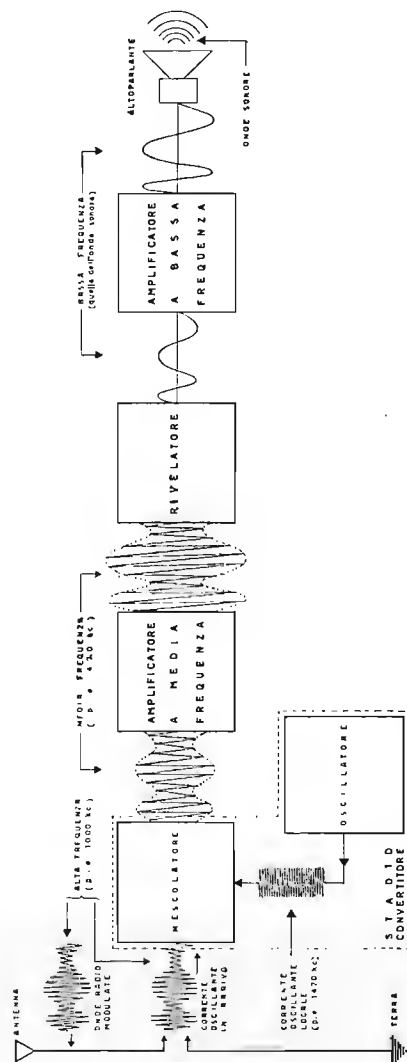 ANTENNA
ONDE RADIO
MODULATE
ALTA FREQUENZA
(p. e. 1000 kc)
CORRENTE
OSCILLANTE
IN ARRIVO
TERRA
MESCOLATORE
CORRENTE
OSCILLANTE
LOCALE
(p.e. 1470 kc)
OSCILLATORE
STADIO
CONVERTITORE
MEDIA FREQUENZA
( p. e. 470 kc )
AMPLIFICATORE
A MEDIA
FREQUENZA
RIVELATORE
BASSA FREQUENZA
(quella dell'onda sonora)
AMPLIFICATORE
A BASSA
FREQUENZA
ALTOPARLANTE
ONDE SONORE